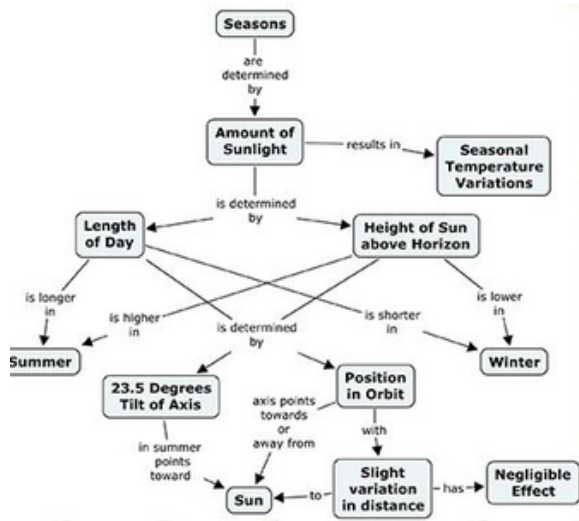 Seasons
are
determined
by
Amount of
Sunlight
results in
Seasonal
Temperature
Variations
is determined
by
Length
of Day
Height of Sun
above Horizon
is longer
in
is higher
in
is determined
by
is shorter
in
is lower
in
Summer
Winter
23.5 Degrees
Tilt of Axis
axis points
towards
or
away from
Position
in Orbit
in summer
points
toward
with
Sun
to
Slight
variation
in distance
has
Negligible
Effect